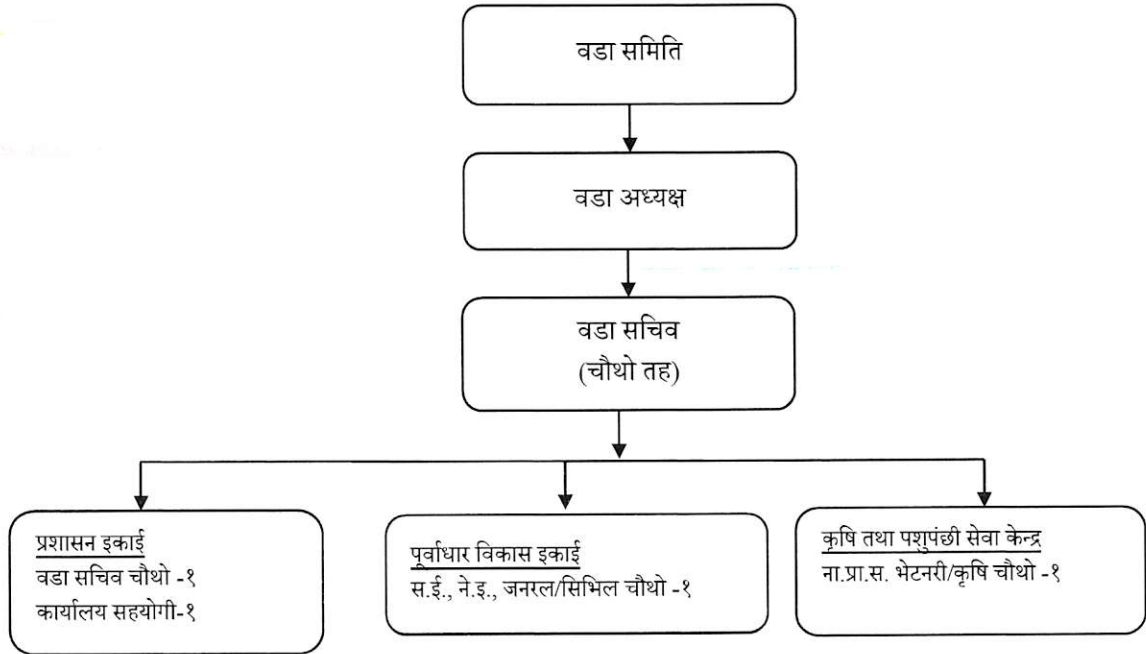 वडा समिति
वडा अध्यक्ष
वडा सचिव
(चौथो तह)
प्रशासन इकाई
वडा सचिव चौथो -१
कार्यालय सहयोगी-१
पूर्वाधार विकास इकाई
स.ई., ने.इ., जनरल/सिभिल चौथो -१
कृषि तथा पशुपंछी सेवा केन्द्र
ना.प्रा.स. भेटनरी/कृषि चौथो -१